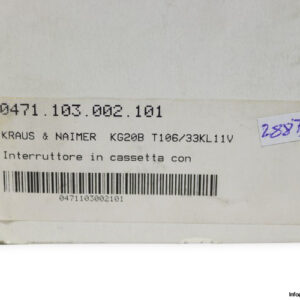 0471.103.002.101
KRAUS & NAIMER KG20B T106/33KL11V
Interruttore in cassetta con
0471103002101